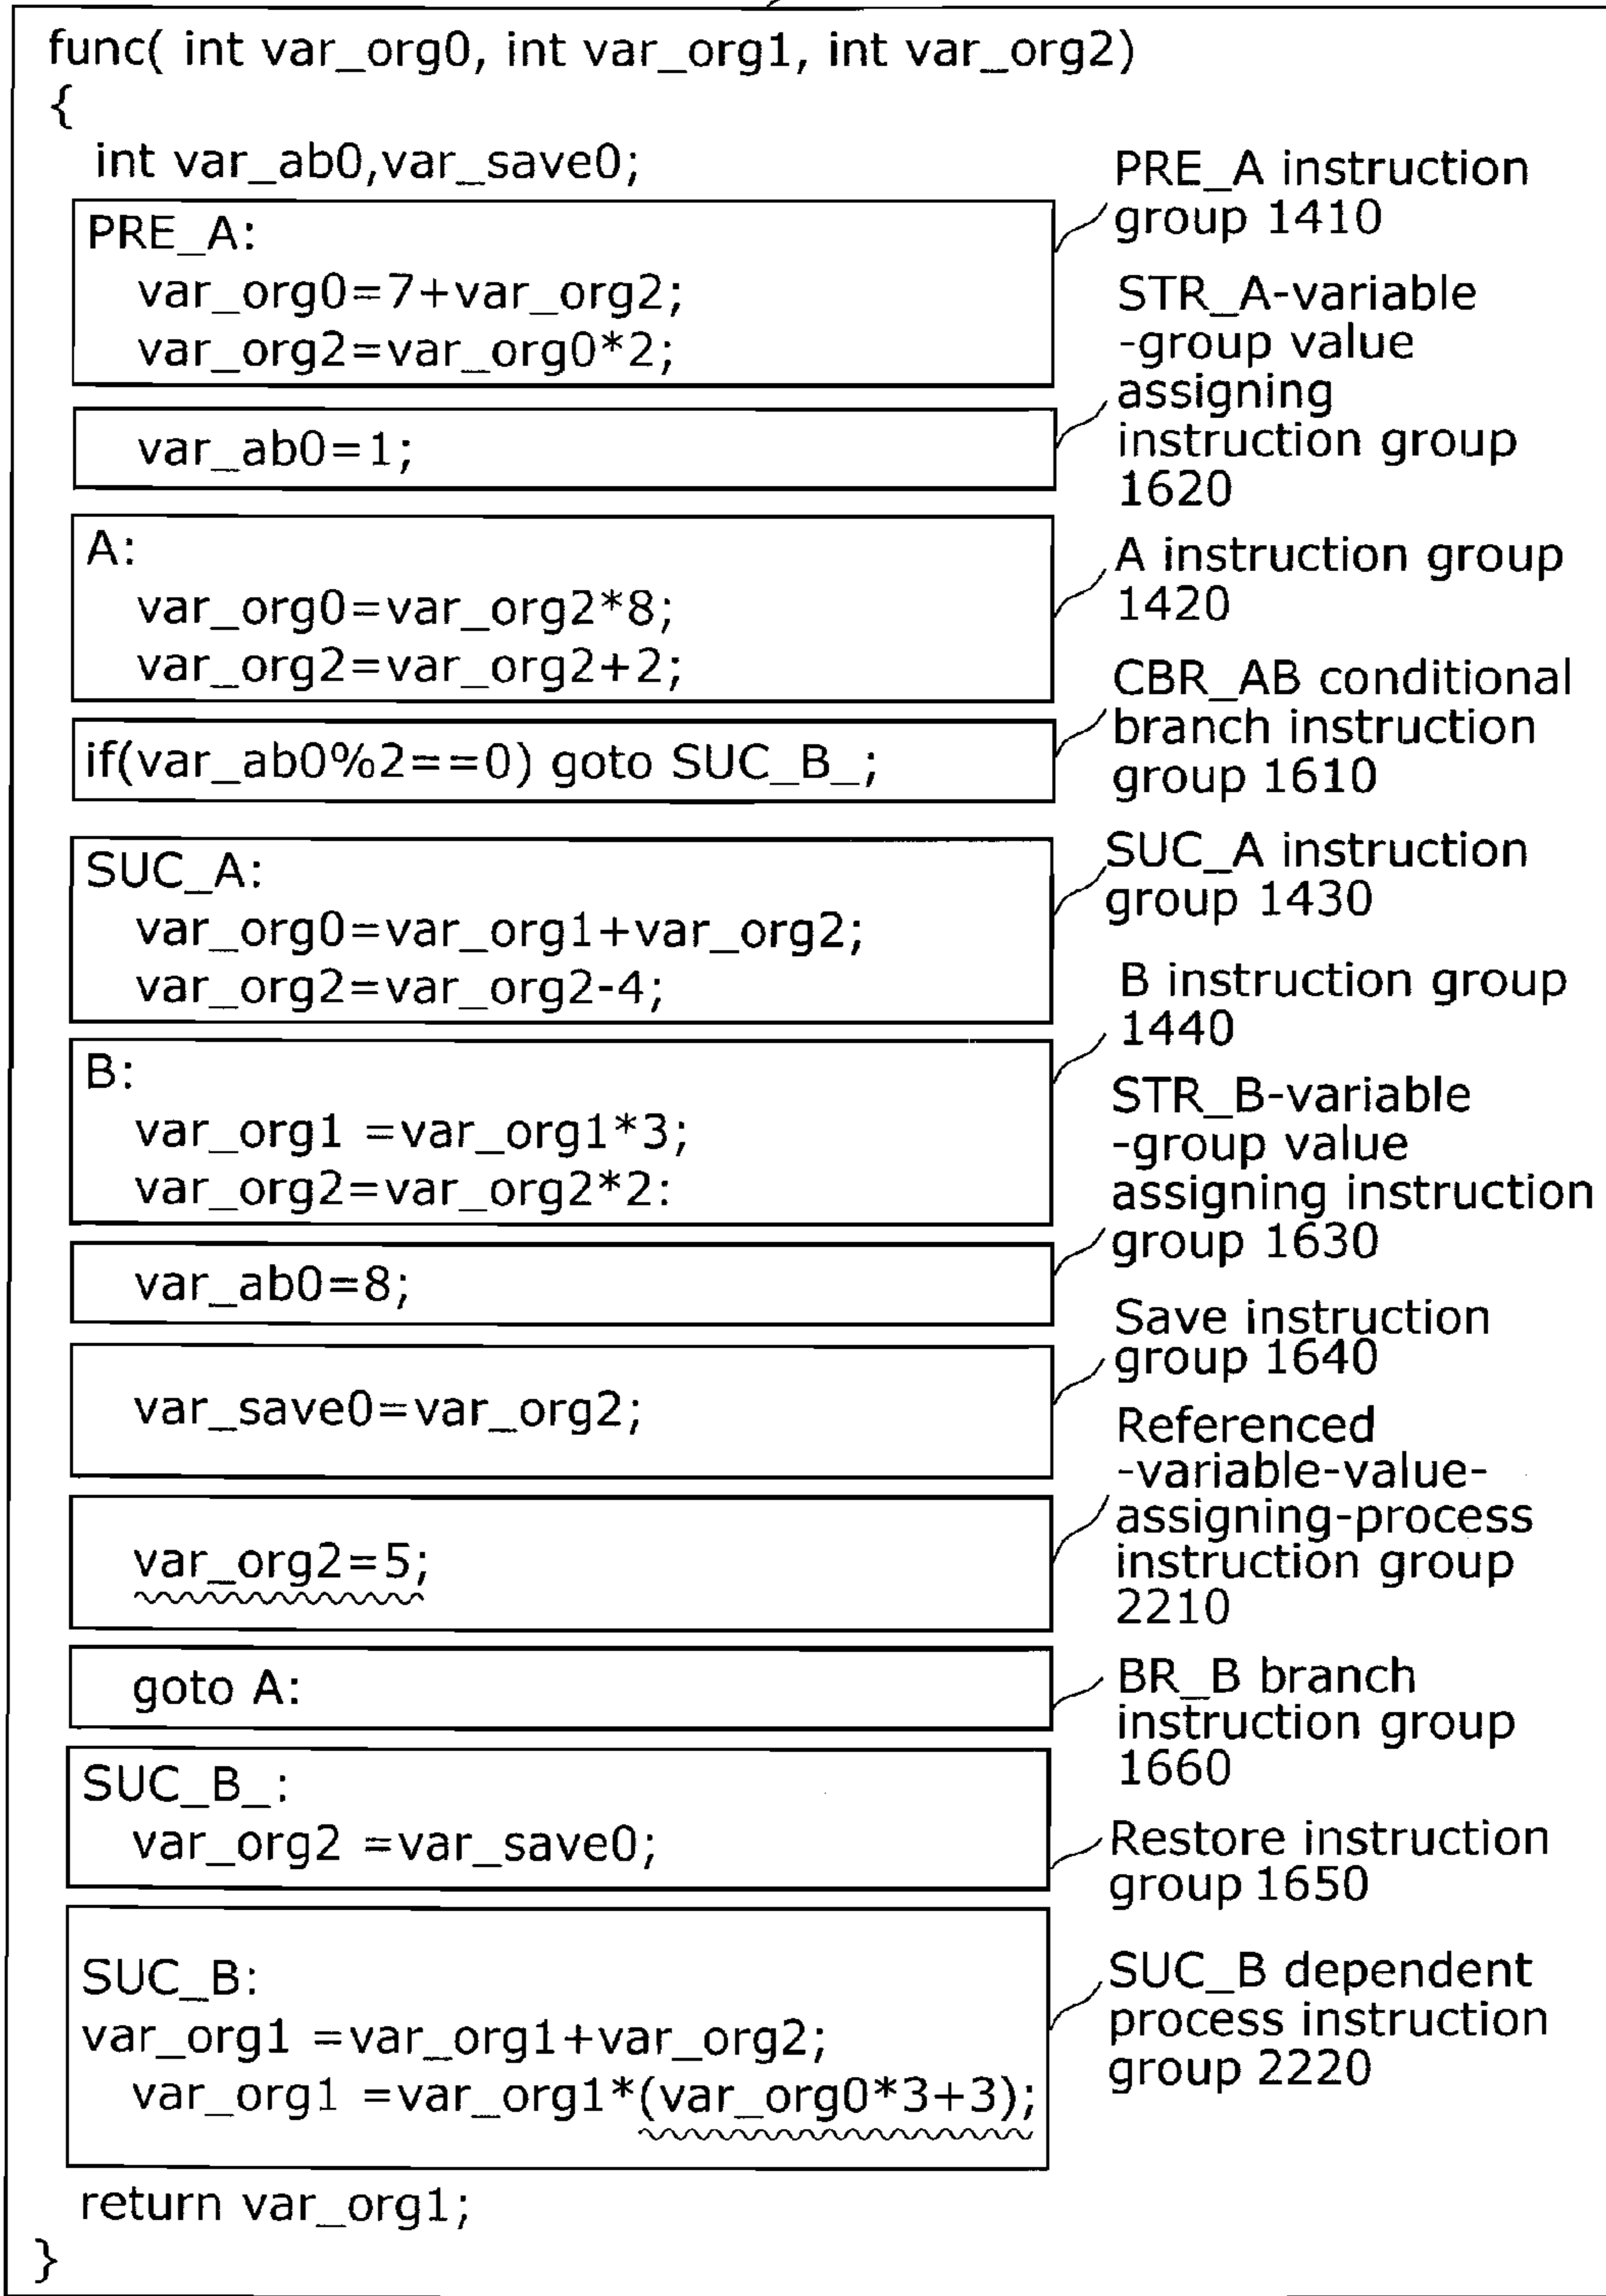 func( int var_org0, int var_org1, int var_org2)
{
int var_ab0,var_save0;
PRE_A:
var_org0=7+var_org2;
var_org2=var_org0*2;
PRE_A instruction
group 1410
var_ab0=1;
STR_A-variable
-group value
assigning
instruction group
1620
A:
var_org0=var_org2*8;
var_org2=var_org2+2;
A instruction group
1420
if(var_ab0%2==0) goto SUC_B_;
CBR_AB conditional
branch instruction
group 1610
SUC_A:
var_org0=var_org1+var_org2;
var_org2=var_org2-4;
SUC_A instruction
group 1430
B:
var_org1 =var_org1*3;
var_org2=var_org2*2:
B instruction group
1440
var_ab0=8;
STR_B-variable
-group value
assigning instruction
group 1630
var_save0=var_org2;
Save instruction
group 1640
var_org2=5;
Referenced
-variable-value-
assigning-process
instruction group
2210
goto A:
BR_B branch
instruction group
1660
SUC_B_:
var_org2 =var_save0;
Restore instruction
group 1650
SUC_B:
var_org1 =var_org1+var_org2;
var_org1 =var_org1*(var_org0*3+3);
SUC_B dependent
process instruction
group 2220
return var_org1;
}